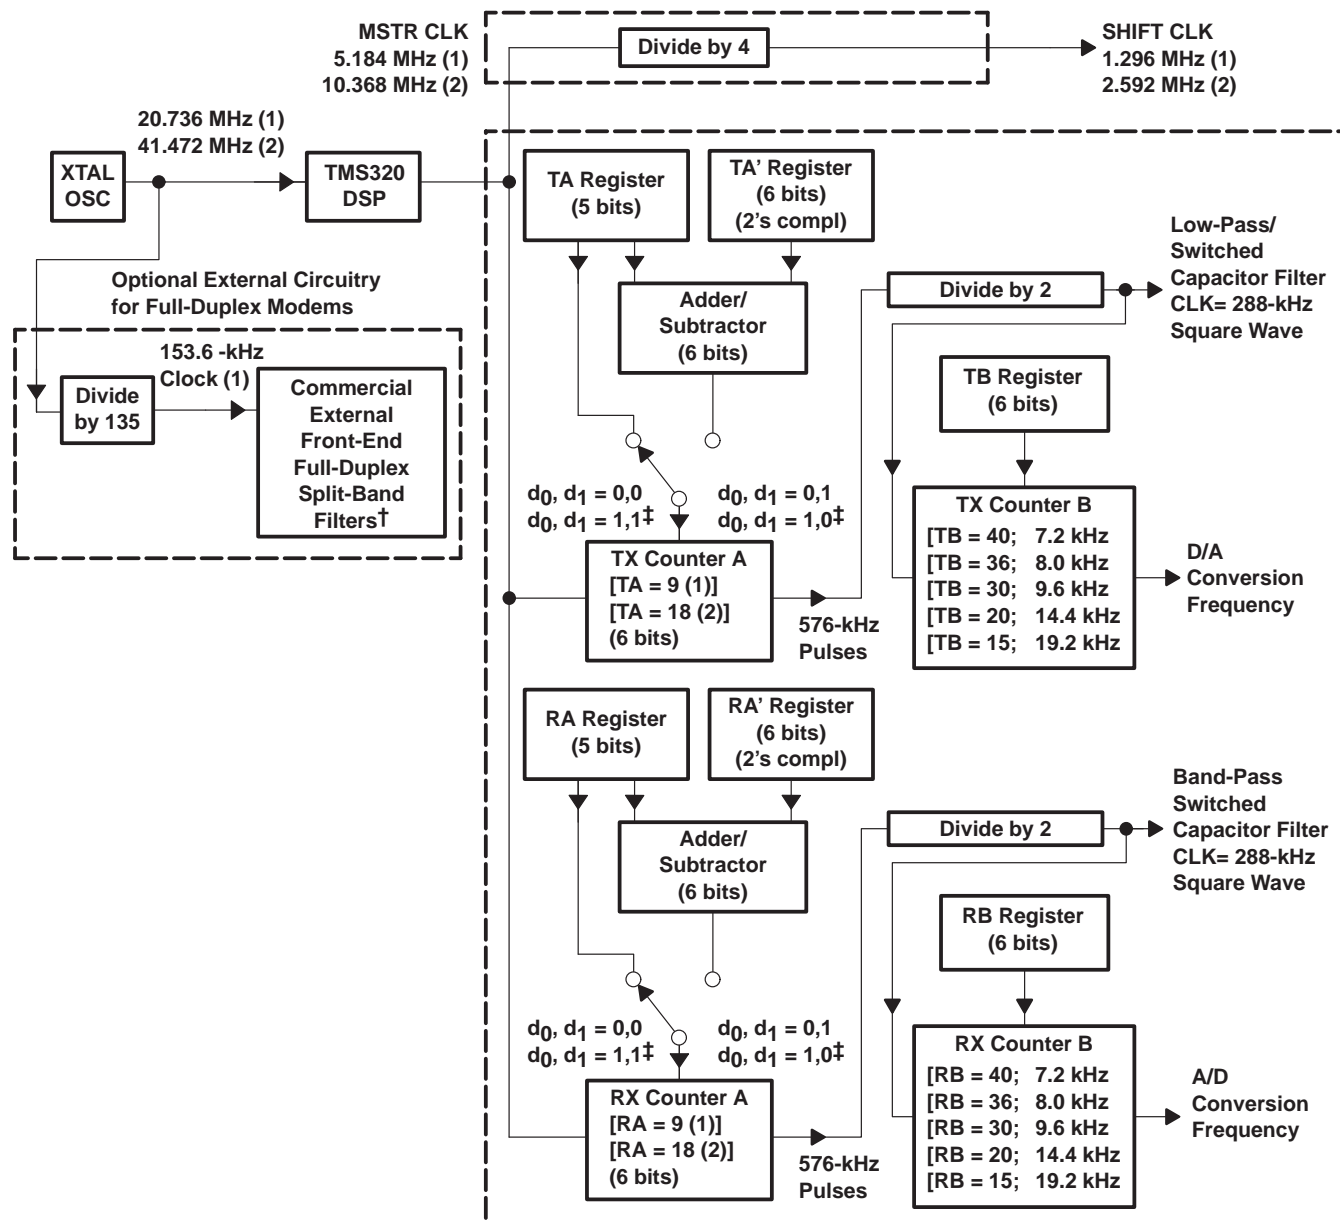 MSTR CLK
5.184 MHz (1)
10.368 MHz (2)
Divide by 4
SHIFT CLK
1.296 MHz (1)
2.592 MHz (2)
20.736 MHz (1)
41.472 MHz (2)
XTAL
OSC
TMS320
DSP
TA Register
(5 bits)
TA’ Register
(6 bits)
(2’s compl)
Adder/
Subtractor
(6 bits)
Divide by 2
Low-Pass/
Switched
Capacitor Filter
CLK= 288-kHz
Square Wave
Optional External Circuitry
for Full-Duplex Modems
153.6 -kHz
Clock (1)
Divide
by 135
Commercial
External
Front-End
Full-Duplex
Split-Band
Filters†
TB Register
(6 bits)
d0, d1 = 0,0
d0, d1 = 1,1‡
d0, d1 = 0,1
d0, d1 = 1,0‡
TX Counter A
[TA = 9 (1)]
[TA = 18 (2)]
(6 bits)
576-kHz
Pulses
TX Counter B
[TB = 40; 7.2 kHz
[TB = 36; 8.0 kHz
[TB = 30; 9.6 kHz
[TB = 20; 14.4 kHz
[TB = 15; 19.2 kHz
D/A
Conversion
Frequency
RA Register
(5 bits)
RA’ Register
(6 bits)
(2’s compl)
Adder/
Subtractor
(6 bits)
Divide by 2
Band-Pass
Switched
Capacitor Filter
CLK= 288-kHz
Square Wave
RB Register
(6 bits)
d0, d1 = 0,0
d0, d1 = 1,1‡
d0, d1 = 0,1
d0, d1 = 1,0‡
RX Counter A
[RA = 9 (1)]
[RA = 18 (2)]
(6 bits)
576-kHz
Pulses
RX Counter B
[RB = 40; 7.2 kHz
[RB = 36; 8.0 kHz
[RB = 30; 9.6 kHz
[RB = 20; 14.4 kHz
[RB = 15; 19.2 kHz
A/D
Conversion
Frequency